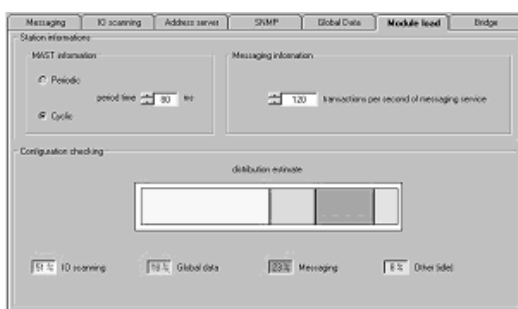 Messaging IO scanning Address server SNMP Global Data Module load Bridge
Station informations
MAST information
Messaging information
Periodic
period time 80 ms
120 transactions per second of messaging service
Cyclic
Configuration checking
distribution estimate
51 % IO scanning 18 % Global data 23 % Messaging 8 % Other (idle)